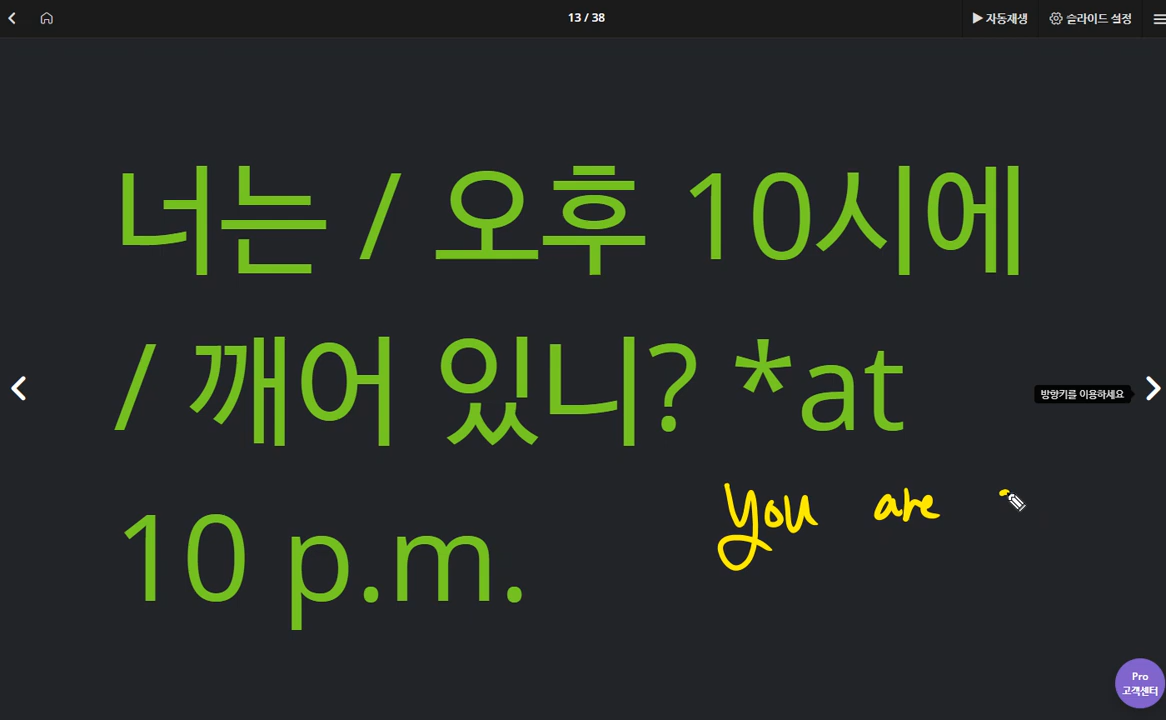 13 / 38
자동재생
슬라이드 설정
너는 / 오후 10시에
/ 깨어 있니? *at
방향키를 이용하세요
10 p.m.
you are
Pro
고객센터